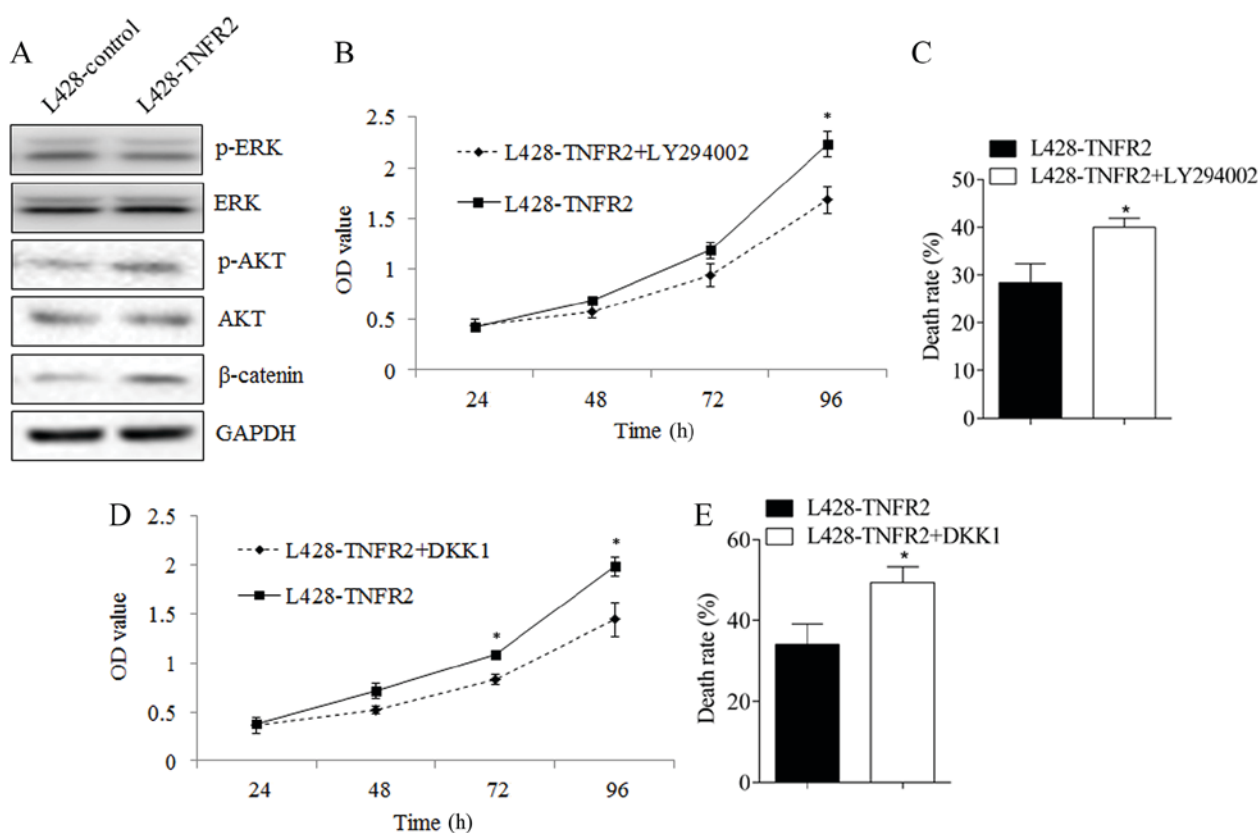 A
L428-control
L428-TNFR2
p-ERK
ERK
p-AKT
AKT
β-catenin
GAPDH
B
L428-TNFR2+LY294002
L428-TNFR2
OD value
2.5
2
1.5
1
0.5
0
*
24 48 72 96
Time (h)
C
L428-TNFR2
L428-TNFR2+LY294002
Death rate (%)
50
40
30
20
10
0
*
D
L428-TNFR2+DKK1
L428-TNFR2
OD value
2.5
2
1.5
1
0.5
0
*
*
24 48 72 96
Time (h)
E
L428-TNFR2
L428-TNFR2+DKK1
Death rate (%)
60
40
20
0
*